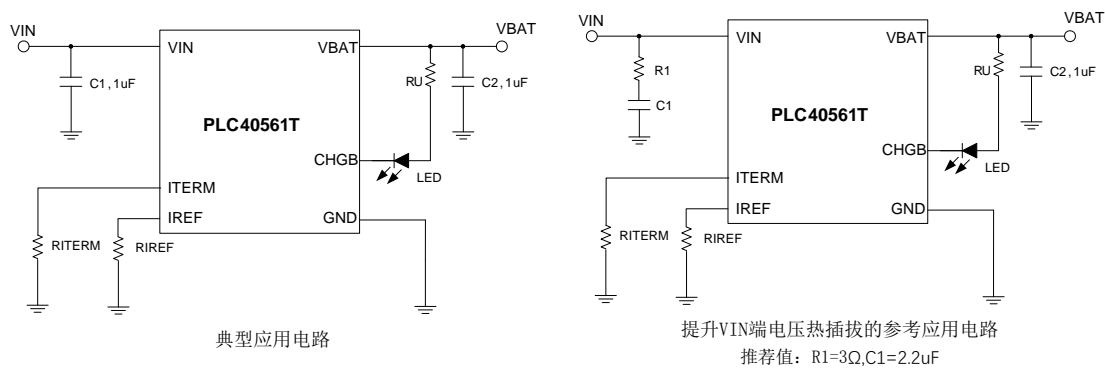 VIN
VIN
VBAT
VBAT
C1,1uF
RU
C2,1uF
PLC40561T
CHGB
LED
ITERM
IREF
GND
RITERM
RIREF
典型应用电路
VIN
VIN
VBAT
VBAT
R1
C1
RU
C2,1uF
PLC40561T
CHGB
LED
ITERM
IREF
GND
RITERM
RIREF
提升VIN端电压热插拔的参考应用电路
推荐值：R1=3Ω,C1=2.2uF